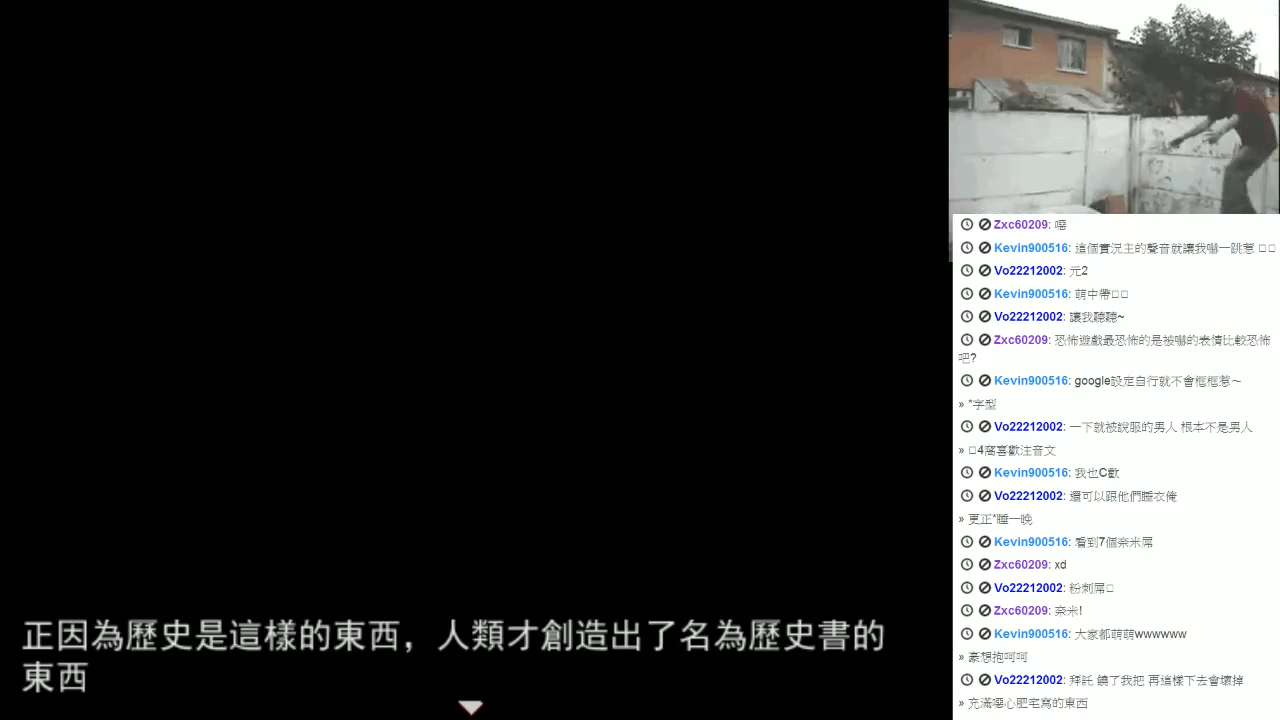 正因為歷史是這樣的東西，人類才創造出了名為歷史書的
東西
Zxc60209: 噁
Kevin900516: 這個實況主的聲音就讓我嚇一跳惹 □□
Vo22212002: 元2
Kevin900516: 萌中帶□□
Vo22212002: 讓我聽聽~
Zxc60209: 恐怖遊戲最恐怖的是被嚇的表情比較恐怖
吧?
Kevin900516: google設定自行就不會框框惹～
» *字型
Vo22212002: 一下就被說服的男人 根本不是男人
» □4窩喜歡注音文
Kevin900516: 我也C歡
Vo22212002: 還可以跟他們睡衣俺
» 更正*睡一晚
Kevin900516: 看到7個奈米屌
Zxc60209: xd
Vo22212002: 粉刺屌□
Zxc60209: 奈米!
Kevin900516: 大家都萌萌wwwwww
» 豪想抱呵呵
Vo22212002: 拜託 饒了我把 再這樣下去會壞掉
» 充滿噁心肥宅寫的東西